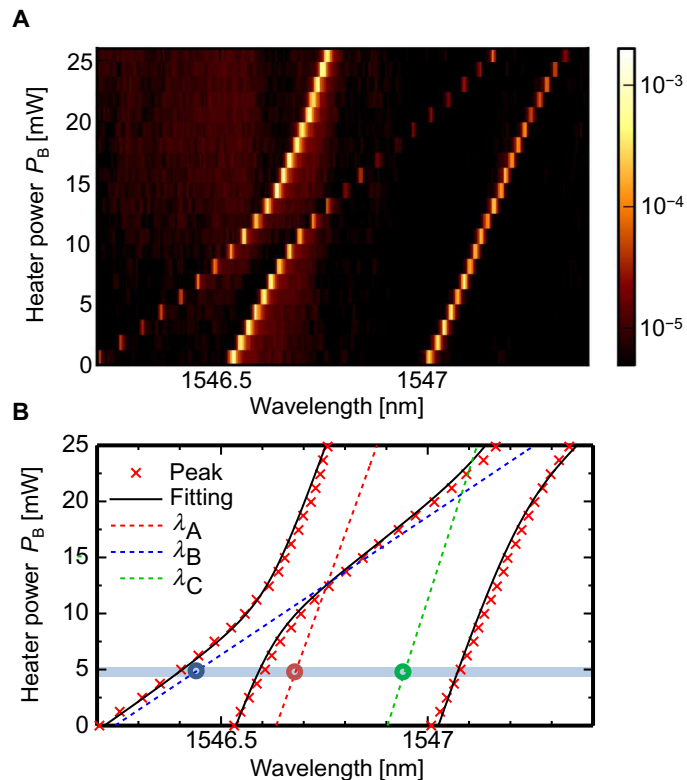 A
Heater power P_B [mW]
25
20
15
10
5
0
1546.5
1547
Wavelength [nm]
10⁻³
10⁻⁴
10⁻⁵
B
Heater power P_B [mW]
25
20
15
10
5
0
Peak
Fitting
λ_A
λ_B
λ_C
1546.5
1547
Wavelength [nm]